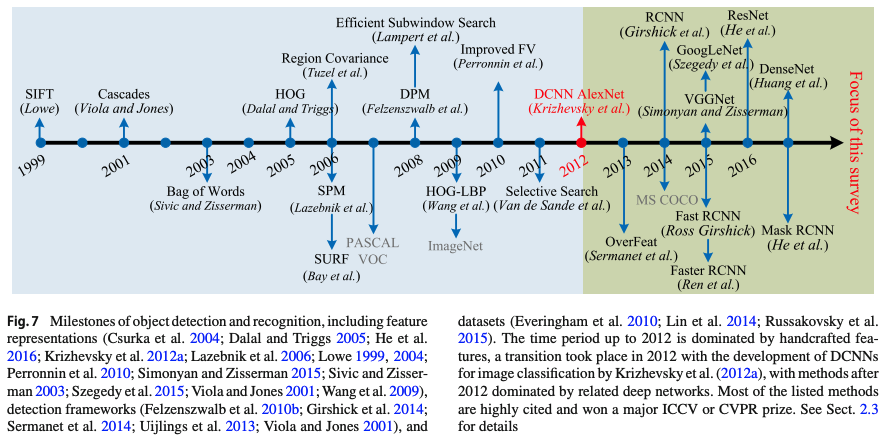 Efficient Subwindow Search
(Lampert et al.)
RCNN
(Girshick et al.)
ResNet
(He et al.)
Region Covariance
(Tuzel et al.)
Improved FV
(Perronnin et al.)
GoogLeNet
(Szegedy et al.)
DenseNet
(Huang et al.)
SIFT
(Lowe)
Cascades
(Viola and Jones)
HOG
(Dalal and Triggs)
DPM
(Felzenszwalb et al.)
DCNN AlexNet
(Krizhevsky et al.)
VGGNet
(Simonyan and Zisserman)
Focus of this survey
1999
2001
2003
2004
2005
2006
2008
2009
2010
2011
2012
2013
2014
2015
2016
Bag of Words
(Sivic and Zisserman)
SPM
(Lazebnik et al.)
HOG-LBP
(Wang et al.)
Selective Search
(Van de Sande et al.)
MS COCO
Fast RCNN
(Ross Girshick)
Mask RCNN
(He et al.)
SURF
(Bay et al.)
PASCAL
VOC
ImageNet
OverFeat
(Sermanet et al.)
Faster RCNN
(Ren et al.)
Fig. 7 Milestones of object detection and recognition, including feature
representations (Csurka et al. 2004; Dalal and Triggs 2005; He et al.
2016; Krizhevsky et al. 2012a; Lazebnik et al. 2006; Lowe 1999, 2004;
Perronnin et al. 2010; Simonyan and Zisserman 2015; Sivic and Zisser-
man 2003; Szegedy et al. 2015; Viola and Jones 2001; Wang et al. 2009),
detection frameworks (Felzenszwalb et al. 2010b; Girshick et al. 2014;
Sermanet et al. 2014; Uijlings et al. 2013; Viola and Jones 2001), and
datasets (Everingham et al. 2010; Lin et al. 2014; Russakovsky et al.
2015). The time period up to 2012 is dominated by handcrafted fea-
tures, a transition took place in 2012 with the development of DCNNs
for image classification by Krizhevsky et al. (2012a), with methods after
2012 dominated by related deep networks. Most of the listed methods
are highly cited and won a major ICCV or CVPR prize. See Sect. 2.3
for details